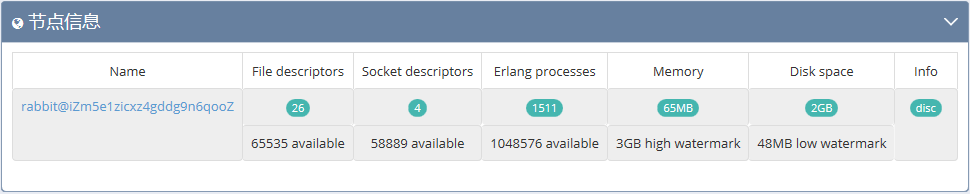 节点信息
Name File descriptors Socket descriptors Erlang processes Memory Disk space Info
rabbit@iZm5e1zicxz4gddg9n6qooZ 26 4 1511 65MB 2GB disc
65535 available 58889 available 1048576 available 3GB high watermark 48MB low watermark